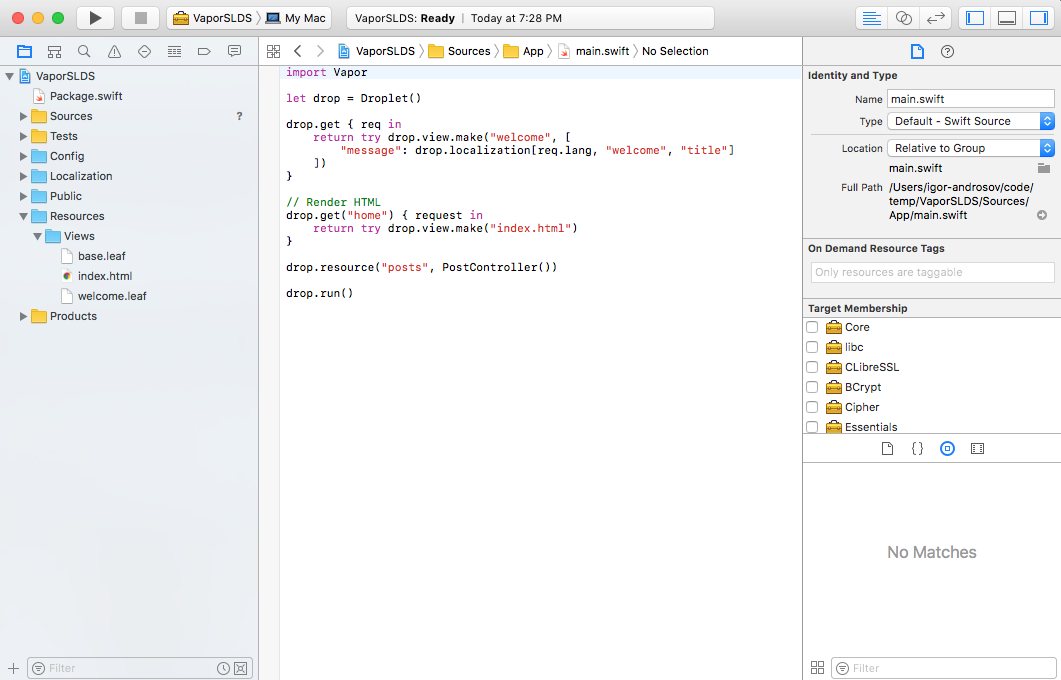 VaporSLDS My Mac VaporSLDS: Ready | Today at 7:28 PM
VaporSLDS Sources App main.swift No Selection
VaporSLDS
Package.swift
Sources ?
Tests
Config
Localization
Public
Resources
Views
base.leaf
index.html
welcome.leaf
Products
Filter
import Vapor
let drop = Droplet()
drop.get { req in
return try drop.view.make("welcome", [
"message": drop.localization[req.lang, "welcome", "title"]
])
}
// Render HTML
drop.get("home") { request in
return try drop.view.make("index.html")
}
drop.resource("posts", PostController())
drop.run()
Identity and Type
Name main.swift
Type Default - Swift Source
Location Relative to Group
main.swift
Full Path /Users/igor-androsov/code/
temp/VaporSLDS/Sources/
App/main.swift
On Demand Resource Tags
Only resources are taggable
Target Membership
Core
libc
CLibreSSL
BCrypt
Cipher
Essentials
{}
No Matches
Filter